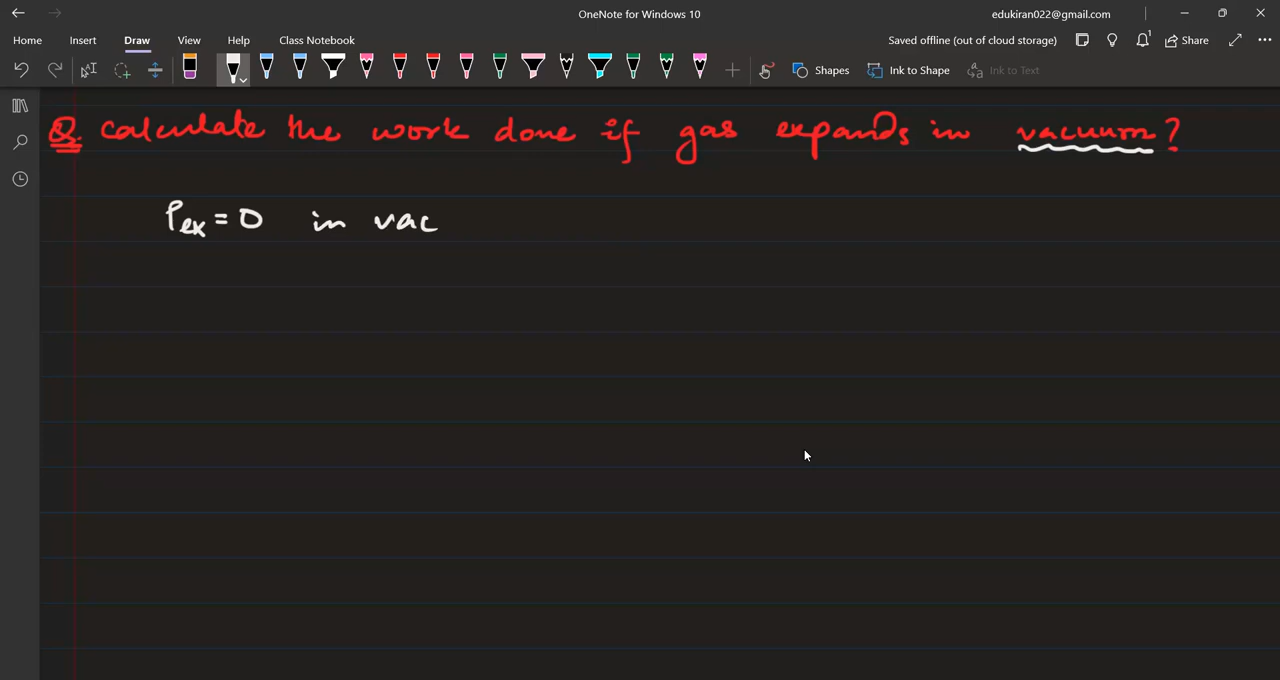 OneNote for Windows 10
edukiran022@gmail.com
Home Insert Draw View Help Class Notebook
Saved offline (out of cloud storage)
1
Share
Shapes
Ink to Shape
Ink to Text
Q. calculate the work done if gas expands in vacuum?
Pex = 0 in vac